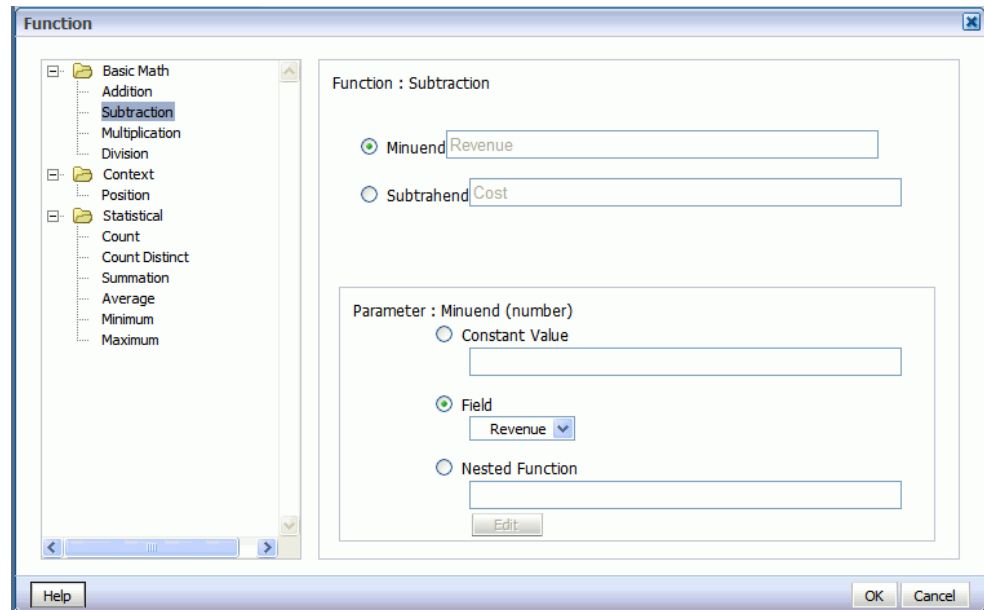 Function
Basic Math
Addition
Subtraction
Multiplication
Division
Context
Position
Statistical
Count
Count Distinct
Summation
Average
Minimum
Maximum
Function : Subtraction
Minuend Revenue
Subtrahend Cost
Parameter : Minuend (number)
Constant Value
Field
Revenue
Nested Function
Edit
Help
OK Cancel